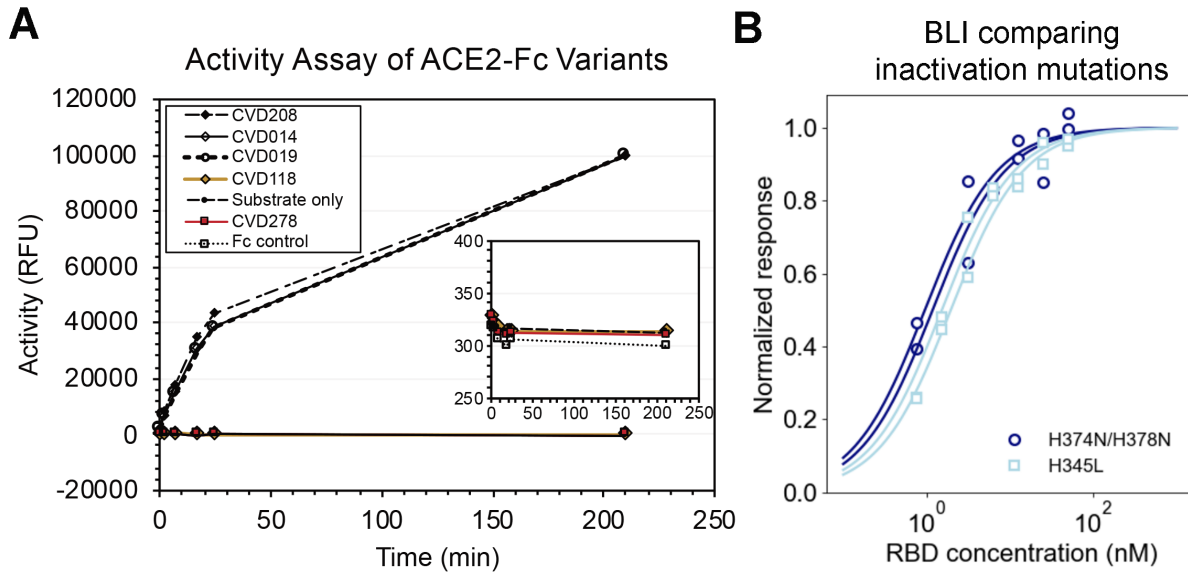 A
Activity Assay of ACE2-Fc Variants
Activity (RFU)
120000
100000
80000
60000
40000
20000
0
-20000
CVD208
CVD014
CVD019
CVD118
Substrate only
CVD278
Fc control
400
350
300
250
0 50 100 150 200 250
0 50 100 150 200 250
Time (min)
B
BLI comparing
inactivation mutations
Normalized response
1.0
0.8
0.6
0.4
0.2
0.0
H374N/H378N
H345L
10⁰ 10²
RBD concentration (nM)